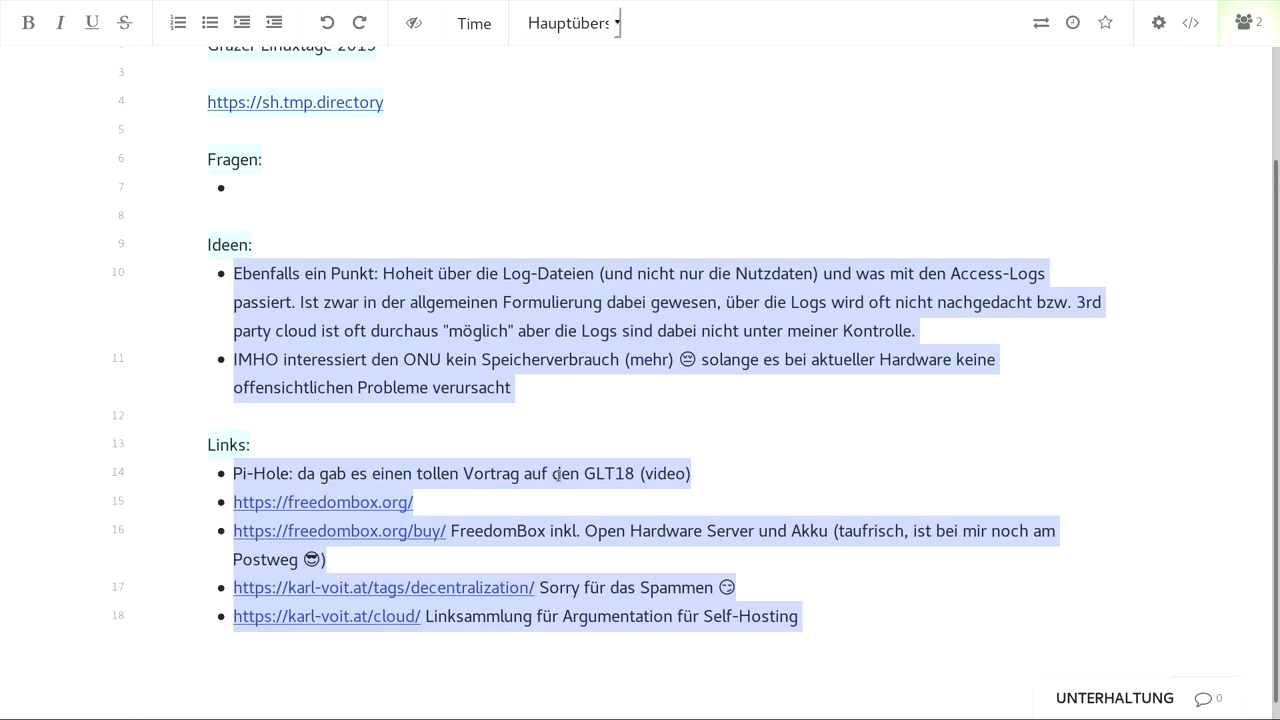 B I U S Time Hauptübers 2
Grazer Linuxtage 2019
3
4 https://sh.tmp.directory
5
6 Fragen:
7
8
9 Ideen:
10 Ebenfalls ein Punkt: Hoheit über die Log-Dateien (und nicht nur die Nutzdaten) und was mit den Access-Logs
passiert. Ist zwar in der allgemeinen Formulierung dabei gewesen, über die Logs wird oft nicht nachgedacht bzw. 3rd
party cloud ist oft durchaus "möglich" aber die Logs sind dabei nicht unter meiner Kontrolle.
11 IMHO interessiert den ONU kein Speicherverbrauch (mehr) 😔 solange es bei aktueller Hardware keine
offensichtlichen Probleme verursacht
12
13 Links:
14 Pi-Hole: da gab es einen tollen Vortrag auf den GLT18 (video)
15 https://freedombox.org/
16 https://freedombox.org/buy/ FreedomBox inkl. Open Hardware Server und Akku (taufrisch, ist bei mir noch am
Postweg 😎)
17 https://karl-voit.at/tags/decentralization/ Sorry für das Spammen 😏
18 https://karl-voit.at/cloud/ Linksammlung für Argumentation für Self-Hosting
UNTERHALTUNG 0